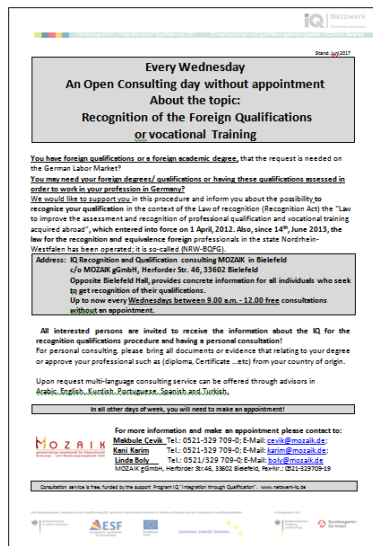 iQ Netzwerk
Stand: Juni2017
Every Wednesday
An Open Consulting day without appointment
About the topic:
Recognition of the Foreign Qualifications
or vocational Training
You have foreign qualifications or a foreign academic degree, that the request is needed on
the German Labor Market?
You may need your foreign degrees/ qualifications or having these qualifications assessed in
order to work in your profession in Germany?
We would like to support you in this procedure and inform you about the possibility to
recognize your qualification in the context of the Law of recognition (Recognition Act) the "Law
to improve the assessment and recognition of professional qualification and vocational training
acquired abroad", which entered into force on 1 April, 2012. Also, since 14th, June 2013, the
law for the recognition and equivalence foreign professionals in the state Nordrhein-
Westfalen has been operated; it is so-called (NRW-BQFG).
Address: IQ Recognition and Qualification consulting MOZAIK in Bielefeld
c/o MOZAIK gGmbH, Herforder Str. 46, 33602 Bielefeld
Opposite Bielefeld Hall, provides concrete information for all individuals who seek
to get recognition of their qualifications.
Up to now every Wednesdays between 9.00 a.m. - 12.00 free consultations
without an appointment.
All interested persons are invited to receive the information about the IQ for the
recognition qualifications procedure and having a personal consultation!
For personal consulting, please bring all documents or evidence that relating to your degree
or approve your professional such as (diploma, Certificate ...etc) from your country of origin.
Upon request multi-language consulting service can be offered through advisors in
Arabic, English, Kurdish, Portuguese, Spanish and Turkish.
In all other days of week, you will need to make an appointment!
For more information and make an appointment please contact to:
MOZAIK
Makbule Cevik Tel.: 0521-329 709-0; E-Mail: cevik@mozaik.de;
Kani Karim Tel.: 0521-329 709-0; E-Mail: karim@mozaik.de;
Linda Boly Tel.: 0521/329 709-0; E-Mail: boly@mozaik.de
MOZAIK gGmbH, Herforder Str.46, 33602 Bielefeld, Fax-Nr.: 0521-329709-19
Consultation service is free, funded by the support Program IQ "Integration through Qualification". www.netzwerk-iq.de
ESF
Zusammen. Zukunft. Gestalten.
Bundesagentur für Arbeit